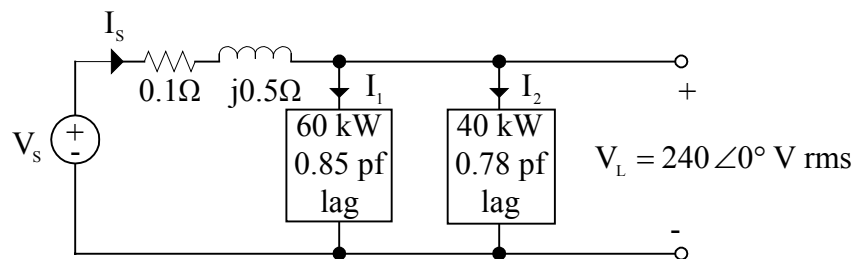 I_S
0.1Ω j0.5Ω
I_1 I_2
+
V_S
+
-
60 kW
0.85 pf
lag
40 kW
0.78 pf
lag
V_L = 240 ∠0° V rms
-